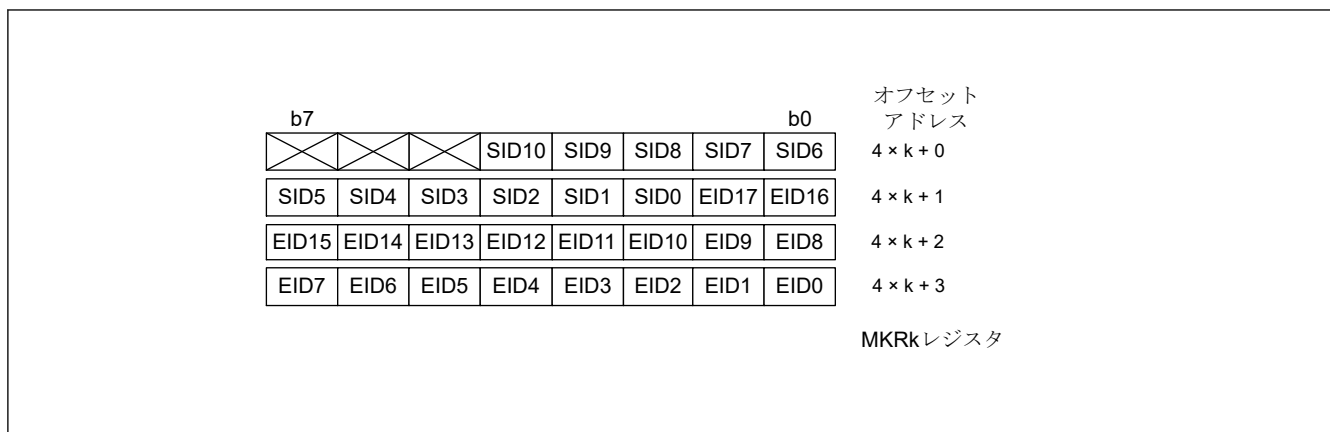 オフセット
b7 b0 アドレス
SID10 SID9 SID8 SID7 SID6 4 × k + 0
SID5 SID4 SID3 SID2 SID1 SID0 EID17 EID16 4 × k + 1
EID15 EID14 EID13 EID12 EID11 EID10 EID9 EID8 4 × k + 2
EID7 EID6 EID5 EID4 EID3 EID2 EID1 EID0 4 × k + 3
MKRkレジスタ